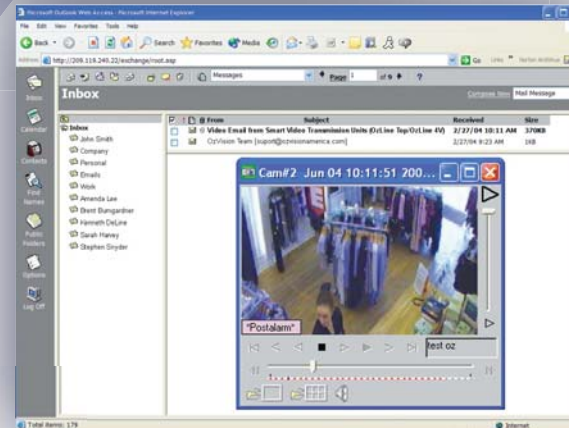 Microsoft Outlook Web Access - Microsoft Internet Explorer
File Edit View Favorites Tools Help
Back Search Favorites Media
Address http://209.119.240.22/exchange/root.asp Go Links Norton AntiVirus
Messages Page 1 of 9 ?
Inbox Compose New Mail Message
From Subject Received Size
Video Email from Smart Video Transmission Units (OzLine Top/OzLine 4V) 2/27/04 10:11 AM 370KB
OzVision Team [suport@ozvisionamerica.com] 2/27/04 9:23 AM 1KB
Inbox
Calendar
Contacts
Find Names
Public Folders
Options
Log Off
Inbox
John Smith
Company
Personal
Emails
Work
Amenda Lee
Brent Bumgardner
Kenneth DeLine
Sarah Haney
Stephen Snyder
Cam#2 Jun 04 10:11:51 200...
*Postalarm*
test oz
Total Items: 179 Internet